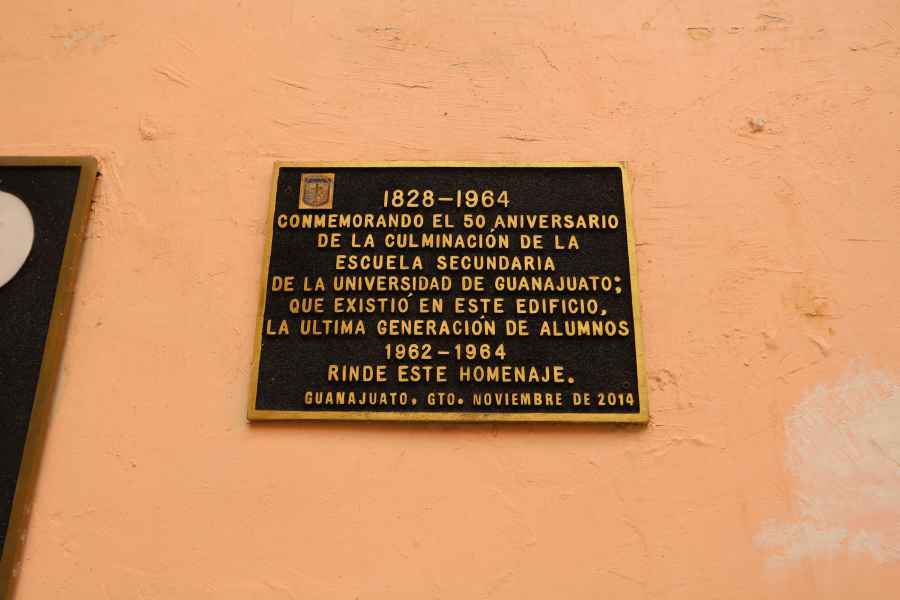 1828-1964
CONMEMORANDO EL 50 ANIVERSARIO
DE LA CULMINACIÓN DE LA
ESCUELA SECUNDARIA
DE LA UNIVERSIDAD DE GUANAJUATO;
QUE EXISTIÓ EN ESTE EDIFICIO,
LA ULTIMA GENERACIÓN DE ALUMNOS
1962-1964
RINDE ESTE HOMENAJE.
GUANAJUATO, GTO. NOVIEMBRE DE 2014